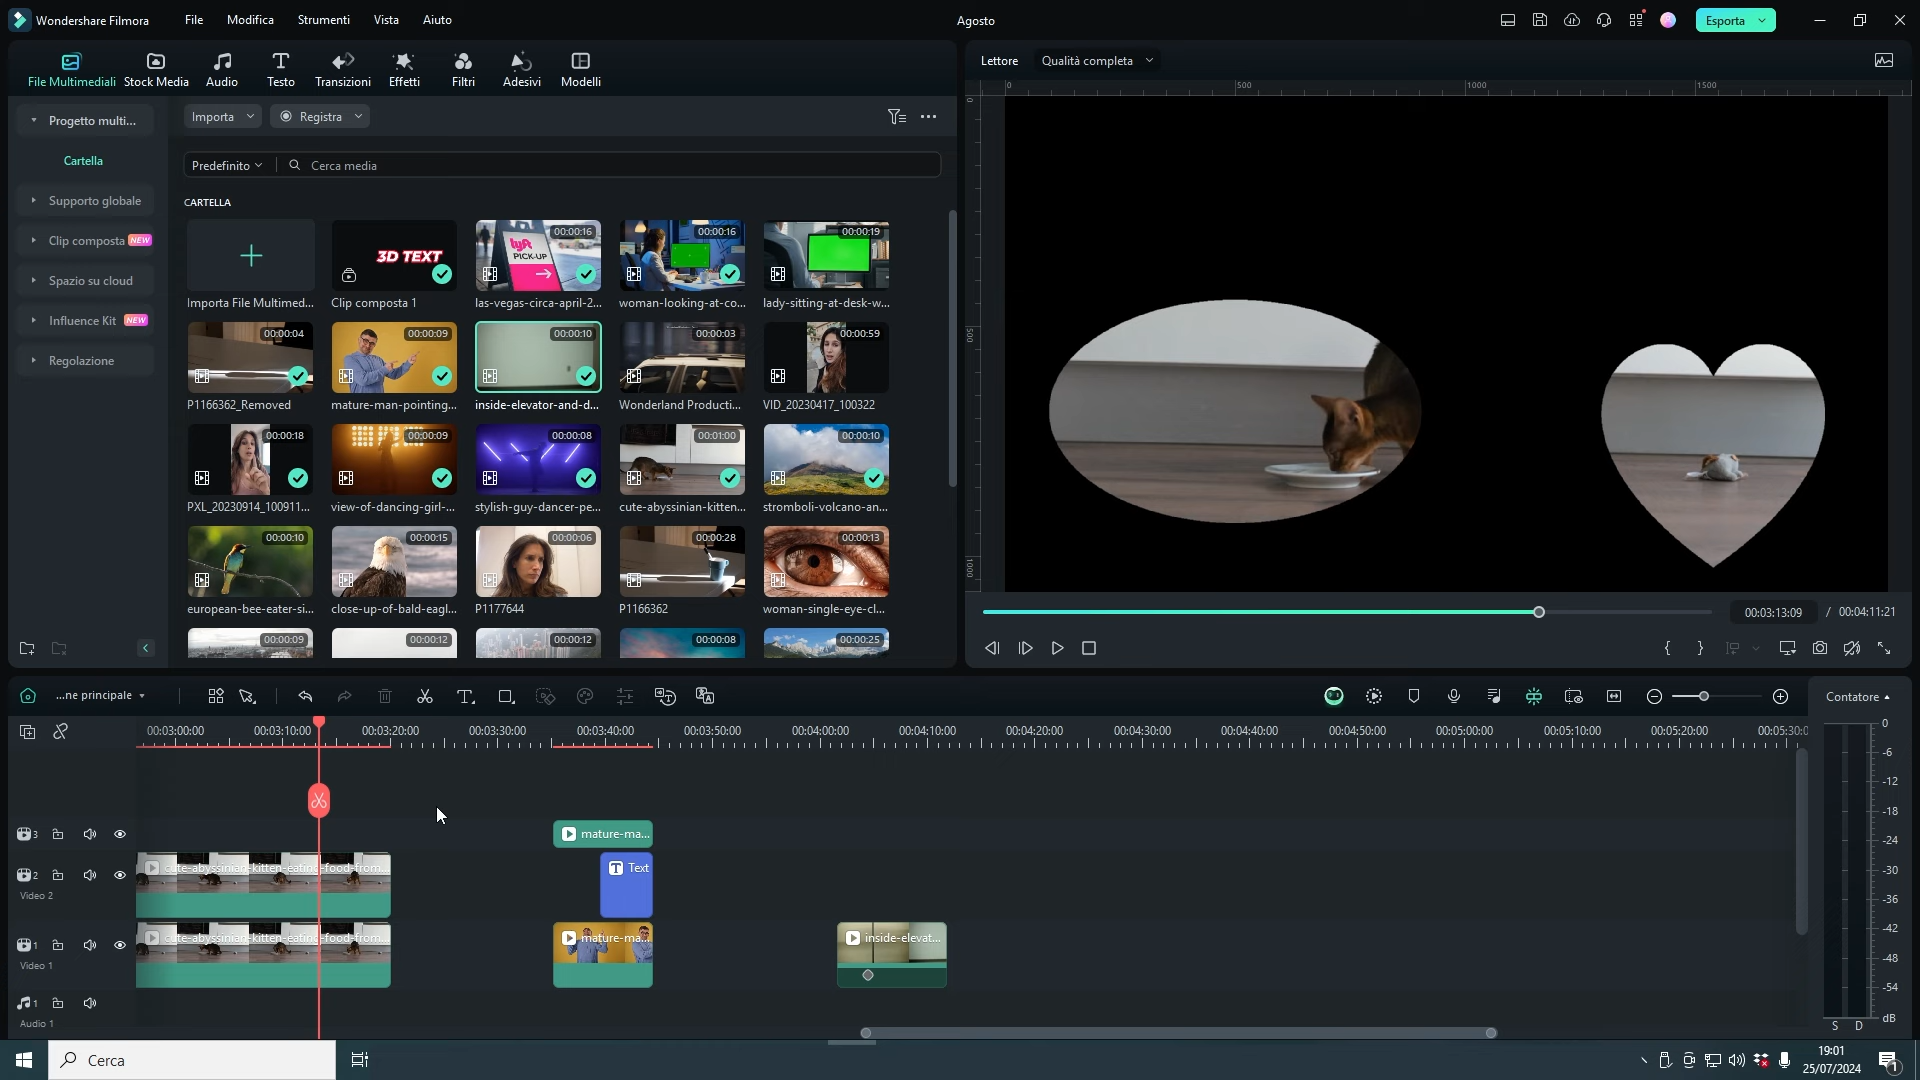 Wondershare Filmora
File Modifica Strumenti Vista Aiuto
Agosto
Esporta
File Multimediali Stock Media Audio Testo Transizioni Effetti Filtri Adesivi Modelli
Lettore Qualità completa
0 500 1000 1500
Progetto multi...
Cartella
Supporto globale
Clip composta NEW
Spazio su cloud
Influence Kit NEW
Regolazione
Importa Registra
Predefinito Cerca media
CARTELLA
3D TEXT
lyft
PICK-UP
00:00:16 00:00:16 00:00:19
Importa File Multimed... Clip composta 1 las-vegas-circa-april-2... woman-looking-at-co... lady-sitting-at-desk-w...
00:00:04 00:00:09 00:00:10 00:00:03 00:00:59
P1166362_Removed mature-man-pointing... inside-elevator-and-d... Wonderland Producti... VID_20230417_100322
00:00:18 00:00:09 00:00:08 00:01:00 00:00:10
PXL_20230914_100911... view-of-dancing-girl-... stylish-guy-dancer-pe... cute-abyssinian-kitten... stromboli-volcano-an...
00:00:10 00:00:15 00:00:06 00:00:28 00:00:13
european-bee-eater-si... close-up-of-bald-eagl... P1177644 P1166362 woman-single-eye-cl...
00:00:09 00:00:12 00:00:12 00:00:08 00:00:25
0
500
1000
00:03:13:09 / 00:04:11:21
...ne principale
Contatore
00:03:00:00 00:03:10:00 00:03:20:00 00:03:30:00 00:03:40:00 00:03:50:00 00:04:00:00 00:04:10:00 00:04:20:00 00:04:30:00 00:04:40:00 00:04:50:00 00:05:00:00 00:05:10:00 00:05:20:00 00:05:30:0
3
mature-ma...
2
Video 2
cute-abyssinian-kitten-eating-food-from...
Text
1
Video 1
cute-abyssinian-kitten-eating-food-from...
mature-ma...
inside-elevat...
1
Audio 1
0
-6
-12
-18
-24
-30
-36
-42
-48
-54
dB
S D
Cerca
19:01
25/07/2024
1